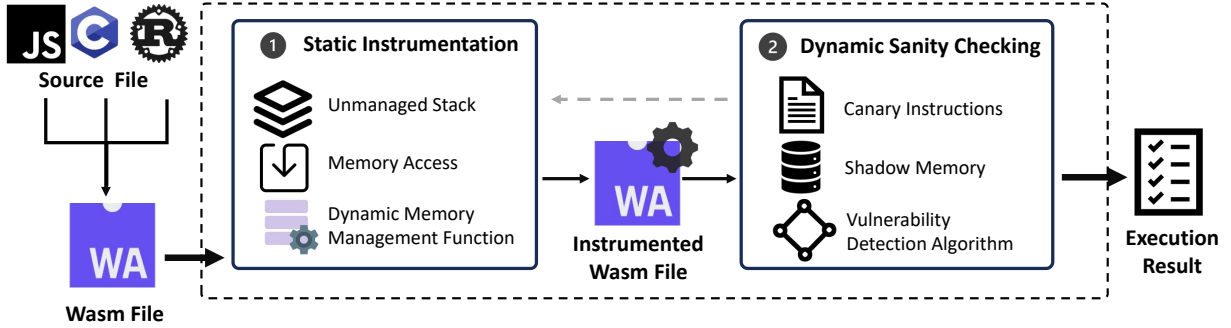 JS
C
R
Source File
WA
Wasm File
1 Static Instrumentation
Unmanaged Stack
Memory Access
Dynamic Memory
Management Function
WA
Instrumented
Wasm File
2 Dynamic Sanity Checking
Canary Instructions
Shadow Memory
Vulnerability
Detection Algorithm
Execution
Result